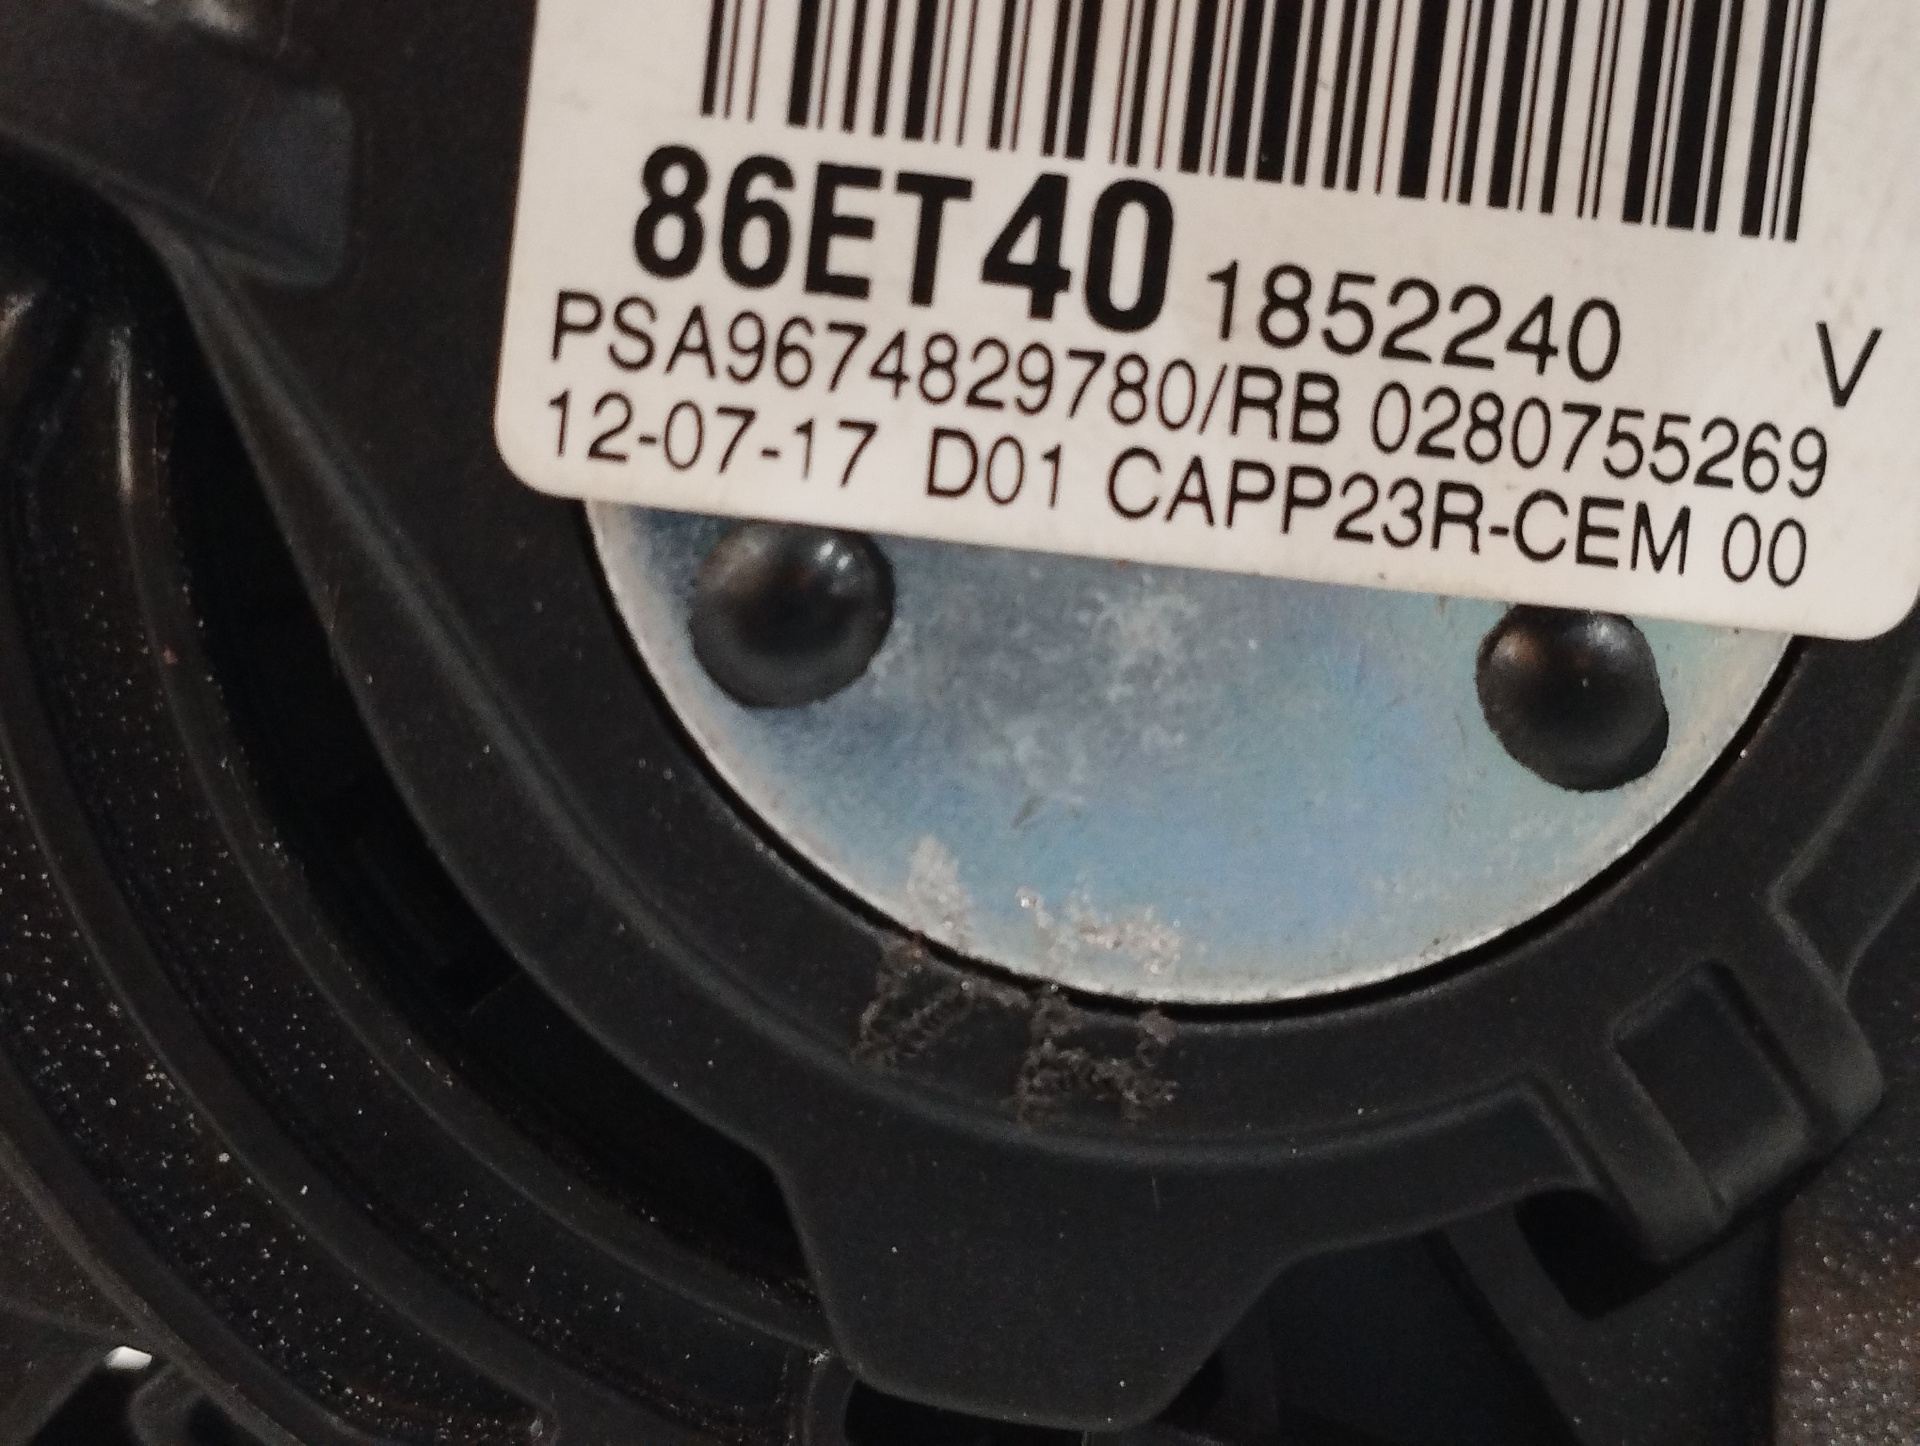 86ET40 1852240 V
PSA9674829780/RB 0280755269
12-07-17 D01 CAPP23R-CEM 00